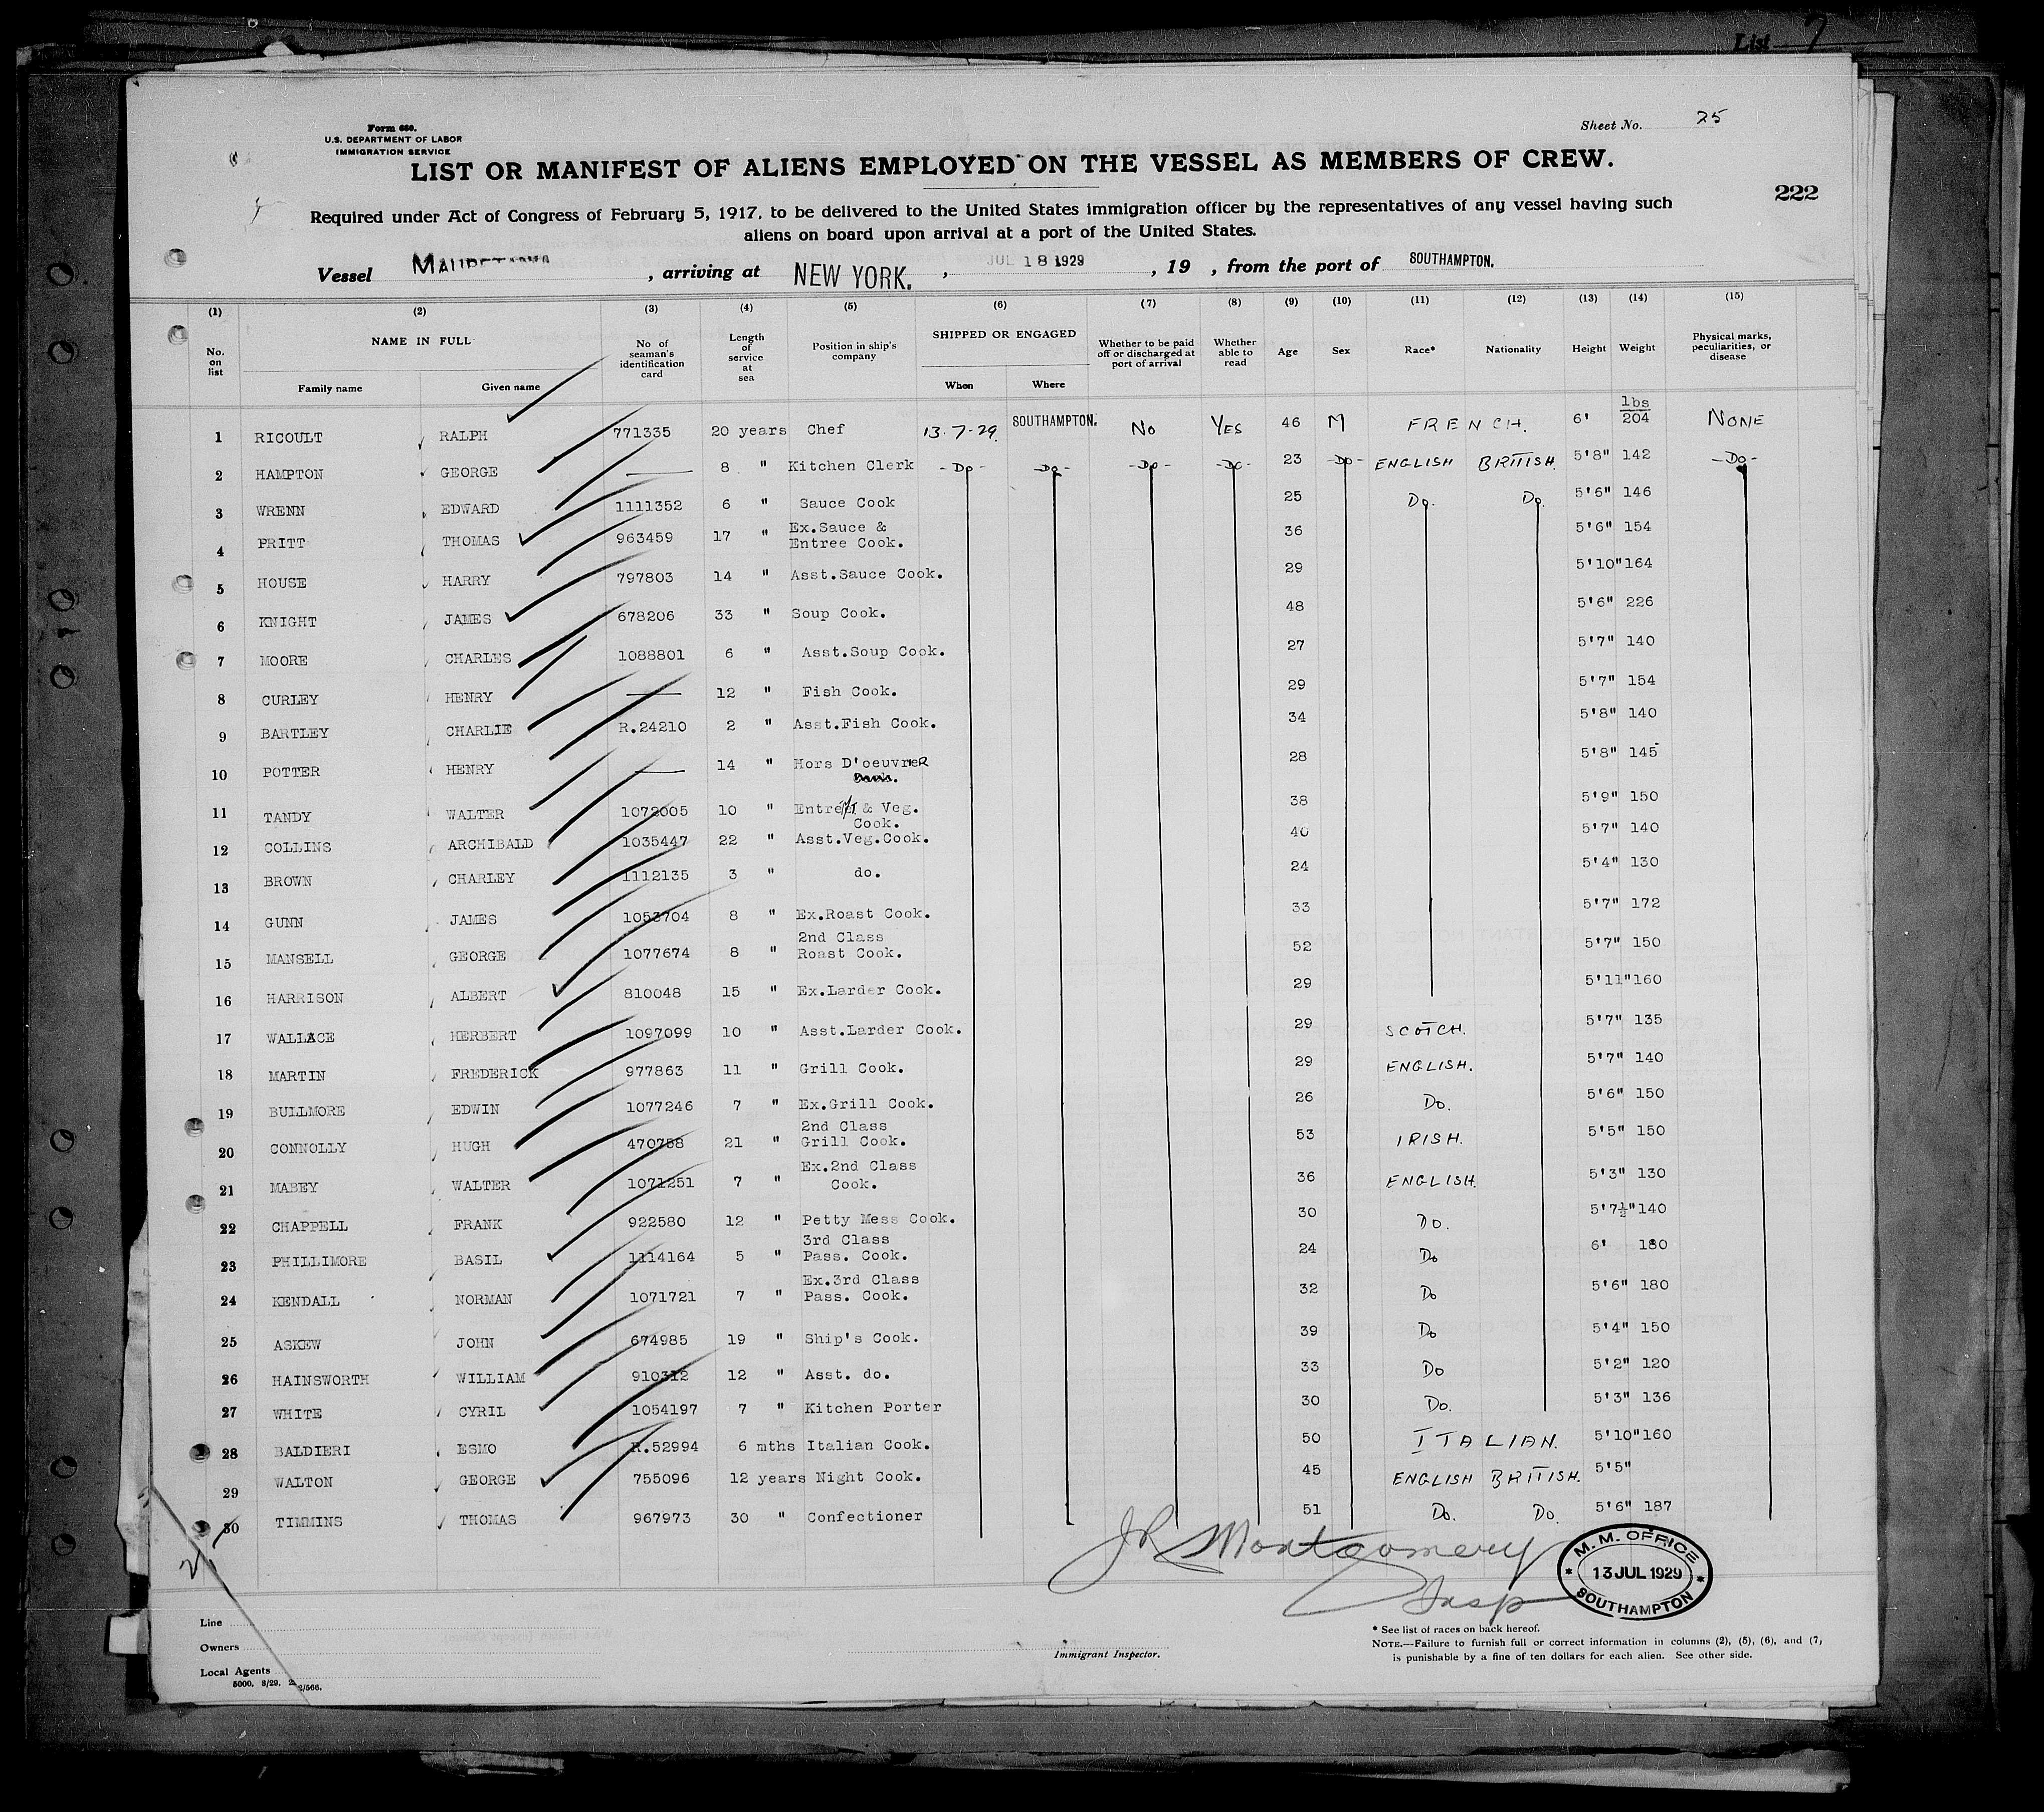 List 7
Form 680.
U.S. DEPARTMENT OF LABOR
IMMIGRATION SERVICE
Sheet No. 25
LIST OR MANIFEST OF ALIENS EMPLOYED ON THE VESSEL AS MEMBERS OF CREW.
222
Required under Act of Congress of February 5, 1917, to be delivered to the United States immigration officer by the representatives of any vessel having such
aliens on board upon arrival at a port of the United States.
Vessel MAURETANIA , arriving at NEW YORK. , JUL 18 1929 , 19 , from the port of SOUTHAMPTON.
(1) (2) (3) (4) (5) (6) (7) (8) (9) (10) (11) (12) (13) (14) (15)
No. on list NAME IN FULL Family name Given name No. of seaman's identification card Length of service at sea Position in ship's company SHIPPED OR ENGAGED When Where Whether to be paid off or discharged at port of arrival Whether able to read Age Sex Race* Nationality Height Weight Physical marks, peculiarities, or disease
1 RICOULT RALPH 771335 20 years Chef 13.7.29 SOUTHAMPTON. NO YES 46 M FRENCH. 6' lbs 204 NONE
2 HAMPTON GEORGE — 8 " Kitchen Clerk -Do- -Do- -Do- -Do- 23 -Do- ENGLISH BRITISH. 5'8" 142 -Do-
3 WRENN EDWARD 1111352 6 " Sauce Cook 25 Do. Do. 5'6" 146
4 PRITT THOMAS 963459 17 " Ex.Sauce & Entree Cook. 36 5'6" 154
5 HOUSE HARRY 797803 14 " Asst.Sauce Cook. 29 5'10" 164
6 KNIGHT JAMES 678206 33 " Soup Cook. 48 5'6" 226
7 MOORE CHARLES 1088801 6 " Asst.Soup Cook. 27 5'7" 140
8 CURLEY HENRY — 12 " Fish Cook. 29 5'7" 154
9 BARTLEY CHARLIE R.24210 2 " Asst.Fish Cook. 34 5'8" 140
10 POTTER HENRY — 14 " Hors D'oeuvreR 28 5'8" 145
11 TANDY WALTER 1072005 10 " & Veg. Cook. 38 5'9" 150
12 COLLINS ARCHIBALD 1035447 22 " Asst.Veg.Cook. 40 5'7" 140
13 BROWN CHARLEY 1112135 3 " do. 24 5'4" 130
14 GUNN JAMES 1053704 8 " Ex.Roast Cook. 33 5'7" 172
15 MANSELL GEORGE 1077674 8 " 2nd Class Roast Cook. 52 5'7" 150
16 HARRISON ALBERT 810048 15 " Ex.Larder Cook. 29 5'11" 160
17 WALLACE HERBERT 1097099 10 " Asst.Larder Cook. 29 SCOTCH. 5'7" 135
18 MARTIN FREDERICK 977863 11 " Grill Cook. 29 ENGLISH. 5'7" 140
19 BULLMORE EDWIN 1077246 7 " Ex.Grill Cook. 26 Do. 5'6" 150
20 CONNOLLY HUGH 470758 21 " 2nd Class Grill Cook. 53 IRISH. 5'5" 150
21 MABEY WALTER 1071251 7 " Ex.2nd Class Cook. 36 ENGLISH. 5'3" 130
22 CHAPPELL FRANK 922580 12 " Petty Mess Cook. 30 Do. 5'7½" 140
23 PHILLIMORE BASIL 1114164 5 " 3rd Class Pass. Cook. 24 Do 6' 180
24 KENDALL NORMAN 1071721 7 " Ex.3rd Class Pass. Cook. 32 Do 5'6" 180
25 ASKEW JOHN 674985 19 " Ship's Cook. 39 Do 5'4" 150
26 HAINSWORTH WILLIAM 910312 12 " Asst. do. 33 Do 5'2" 120
27 WHITE CYRIL 1054197 7 " Kitchen Porter 30 Do. 5'3" 136
28 BALDIERI ESMO R.52994 6 mths Italian Cook. 50 ITALIAN. 5'10" 160
29 WALTON GEORGE 755096 12 years Night Cook. 45 ENGLISH BRITISH. 5'5"
30 TIMMINS THOMAS 967973 30 " Confectioner 51 Do. Do. 5'6" 187
JR Montgomery
Insp
M. M. OFFICE
* 13 JUL 1929 *
SOUTHAMPTON
Line
Owners
Local Agents
5000. 3/29.
Immigrant Inspector.
* See list of races on back hereof.
NOTE.—Failure to furnish full or correct information in columns (2), (5), (6), and (7)
is punishable by a fine of ten dollars for each alien. See other side.